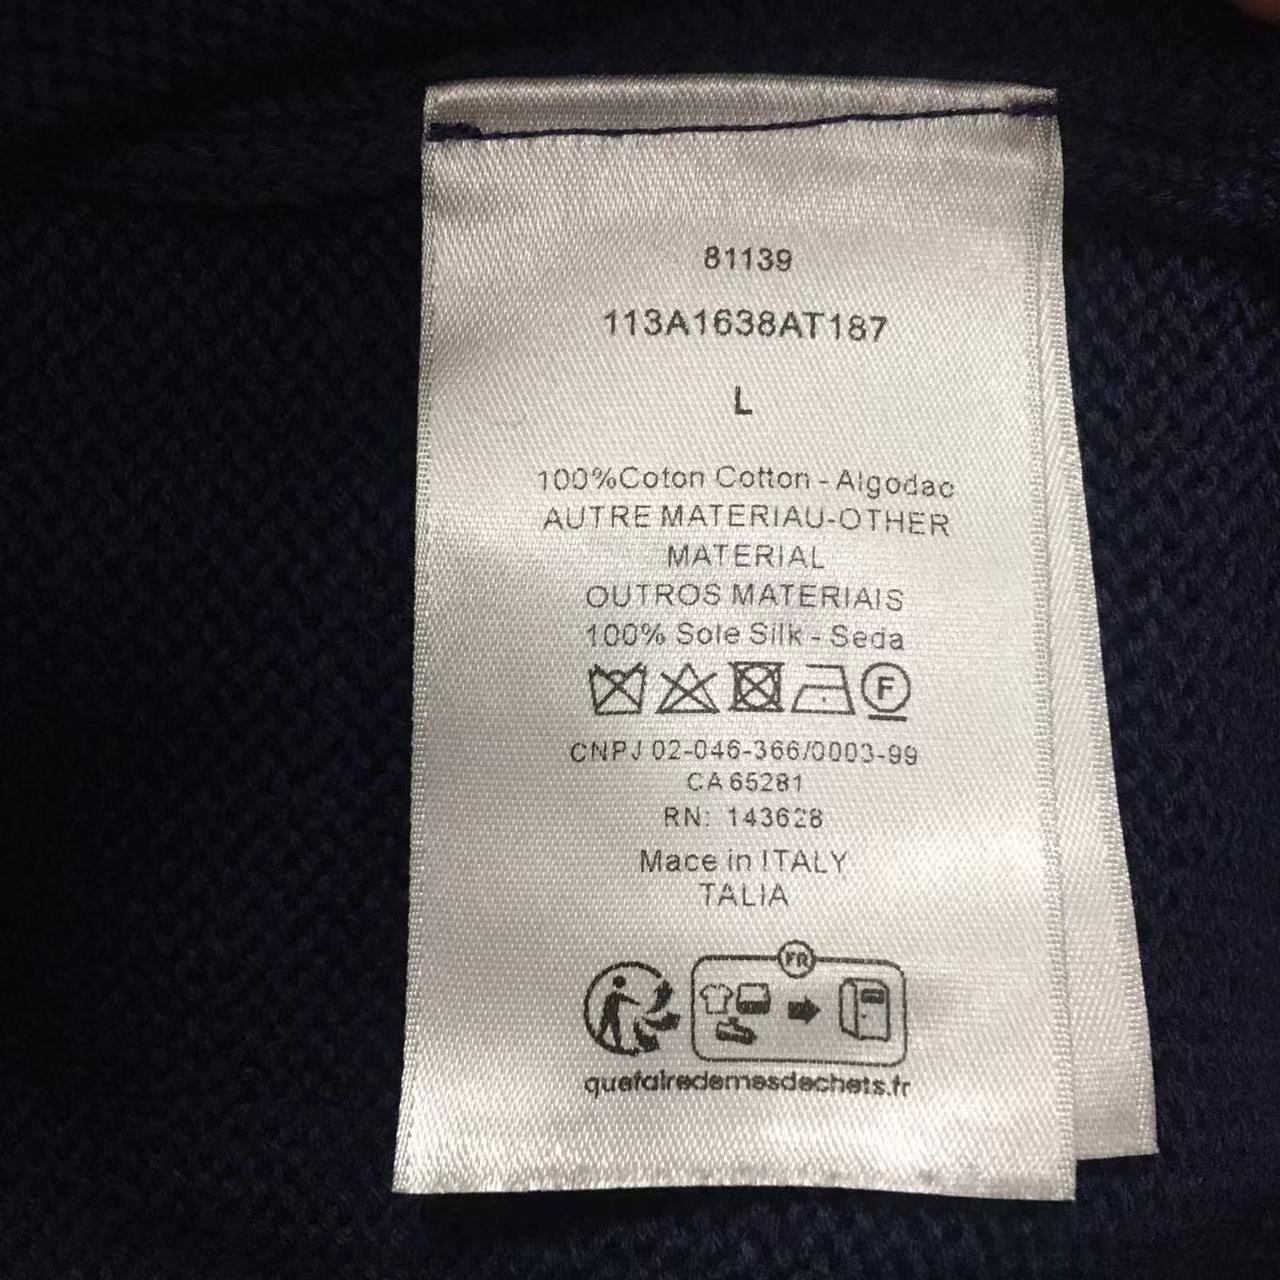 81139
113A1638AT187
L
100%Coton Cotton - Algodac
AUTRE MATERIAU-OTHER
MATERIAL
OUTROS MATERIAIS
100% Sole Silk - Seda
F
CNPJ 02-046-366/0003-99
CA 65281
RN: 143628
Mace in ITALY
TALIA
FR
quefairedemesdechets.fr